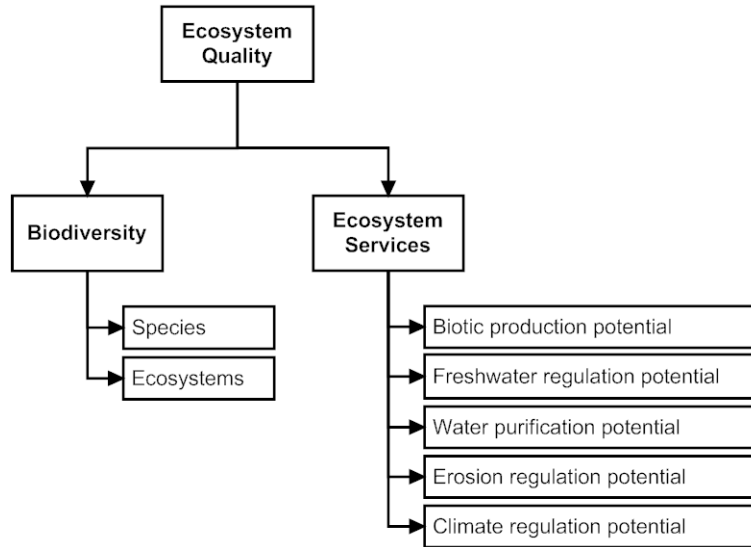 Ecosystem
Quality
Biodiversity
Ecosystem
Services
Species
Ecosystems
Biotic production potential
Freshwater regulation potential
Water purification potential
Erosion regulation potential
Climate regulation potential